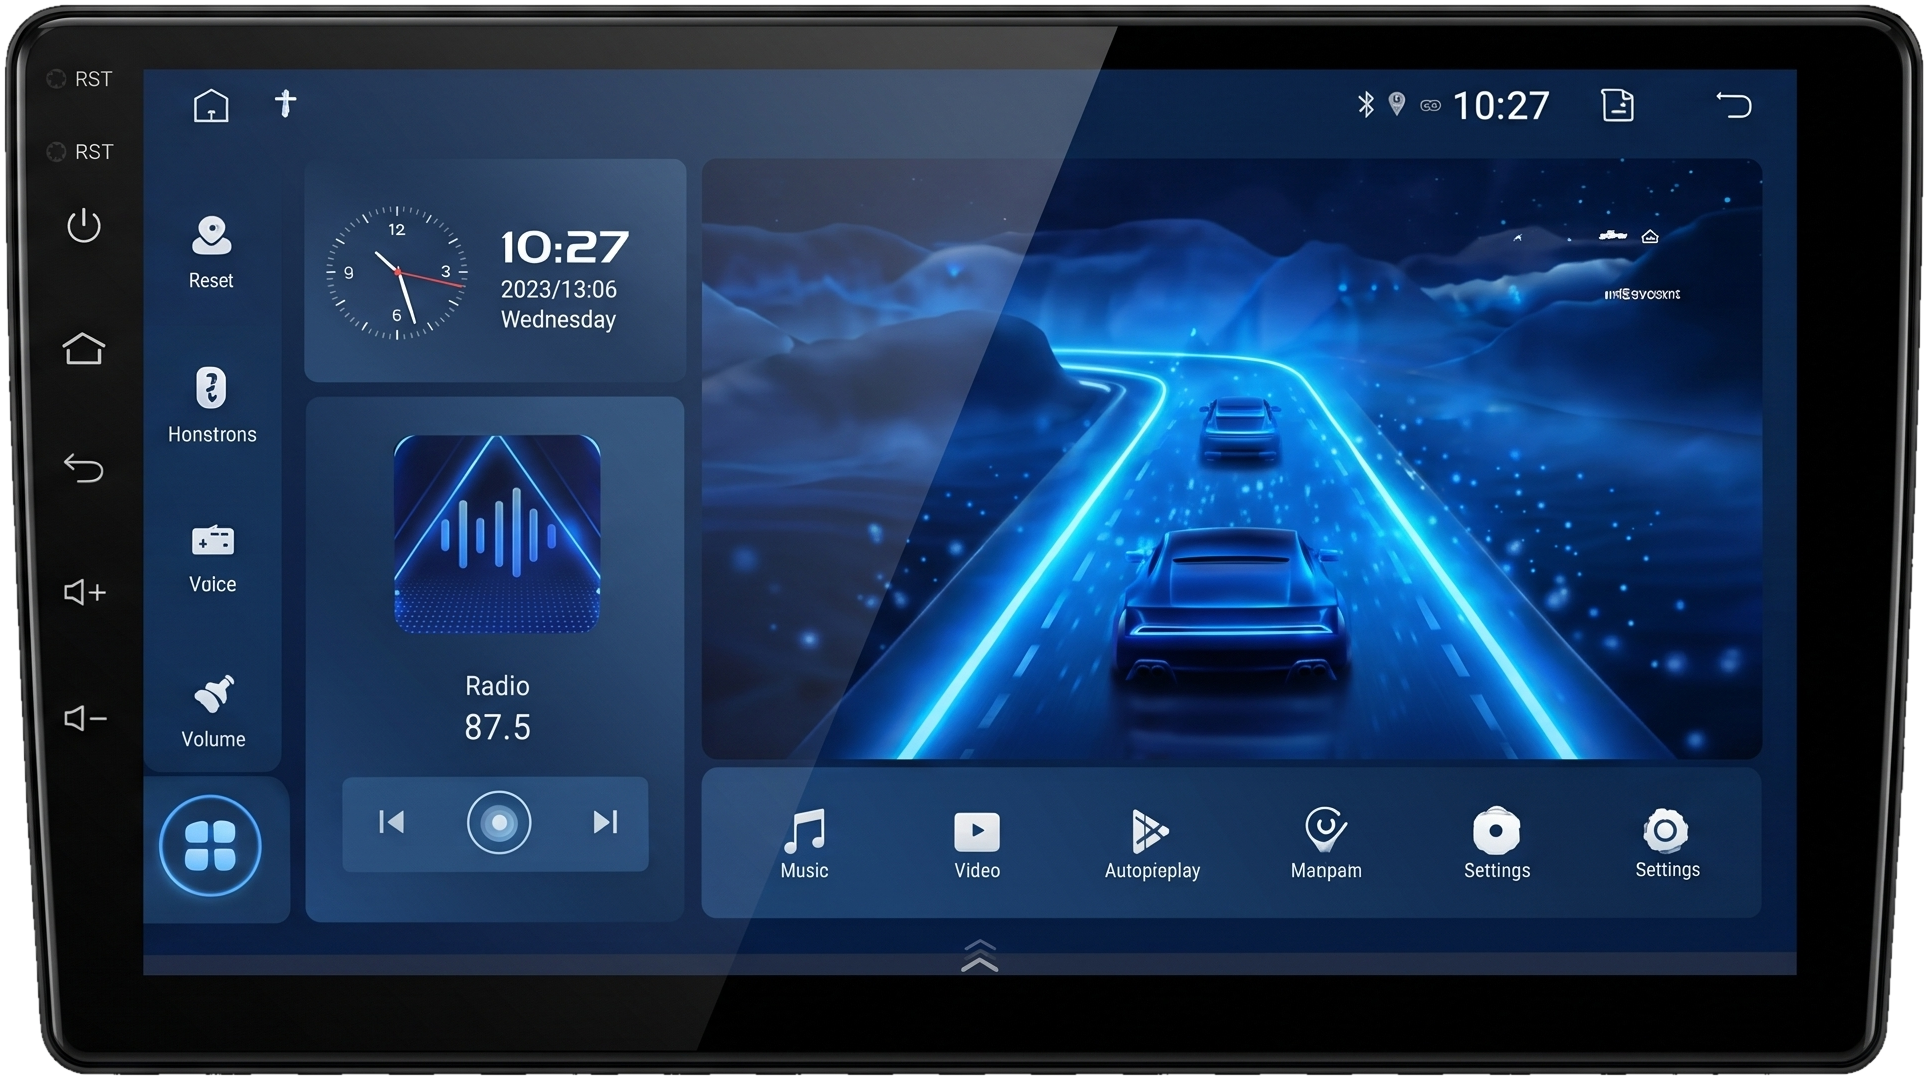 RST
RST
10:27
12
9
3
6
10:27
2023/13:06
Wednesday
Reset
Honstrons
Voice
Volume
Radio
87.5
Music
Video
Autopieplay
Manpam
Settings
Settings